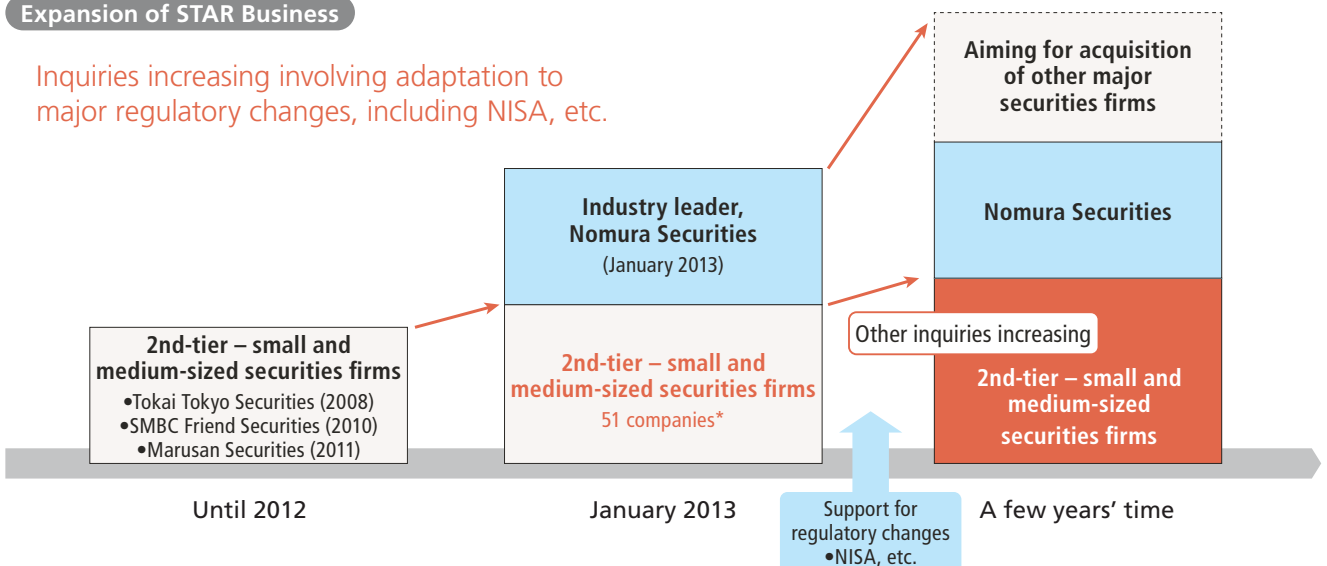 Expansion of STAR Business
Inquiries increasing involving adaptation to
major regulatory changes, including NISA, etc.
2nd-tier – small and
medium-sized securities firms
•Tokai Tokyo Securities (2008)
•SMBC Friend Securities (2010)
•Marusan Securities (2011)
Until 2012
Industry leader,
Nomura Securities
(January 2013)
2nd-tier – small and
medium-sized securities firms
51 companies*
January 2013
Other inquiries increasing
Support for
regulatory changes
•NISA, etc.
Aiming for acquisition
of other major
securities firms
Nomura Securities
2nd-tier – small and
medium-sized
securities firms
A few years’ time